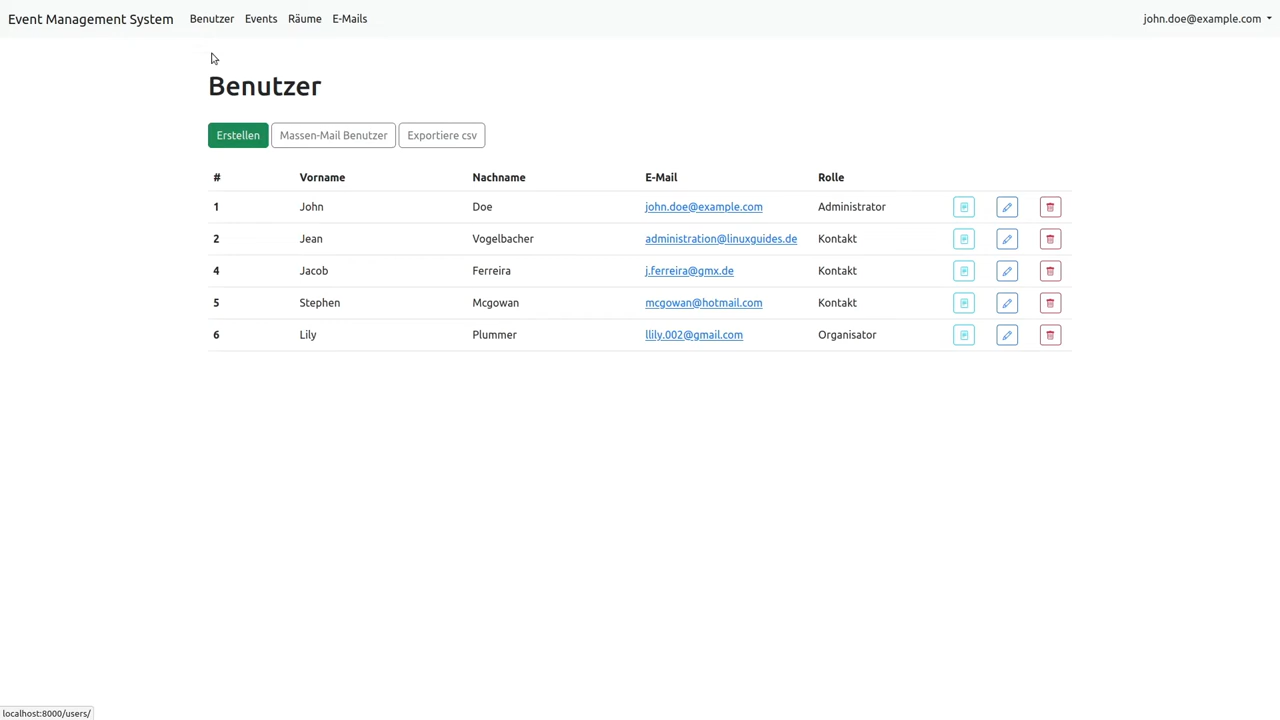 Event Management System Benutzer Events Räume E-Mails john.doe@example.com
Benutzer
Erstellen Massen-Mail Benutzer Exportiere csv
# Vorname Nachname E-Mail Rolle
1 John Doe john.doe@example.com Administrator
2 Jean Vogelbacher administration@linuxguides.de Kontakt
4 Jacob Ferreira j.ferreira@gmx.de Kontakt
5 Stephen Mcgowan mcgowan@hotmail.com Kontakt
6 Lily Plummer llily.002@gmail.com Organisator
localhost:8000/users/